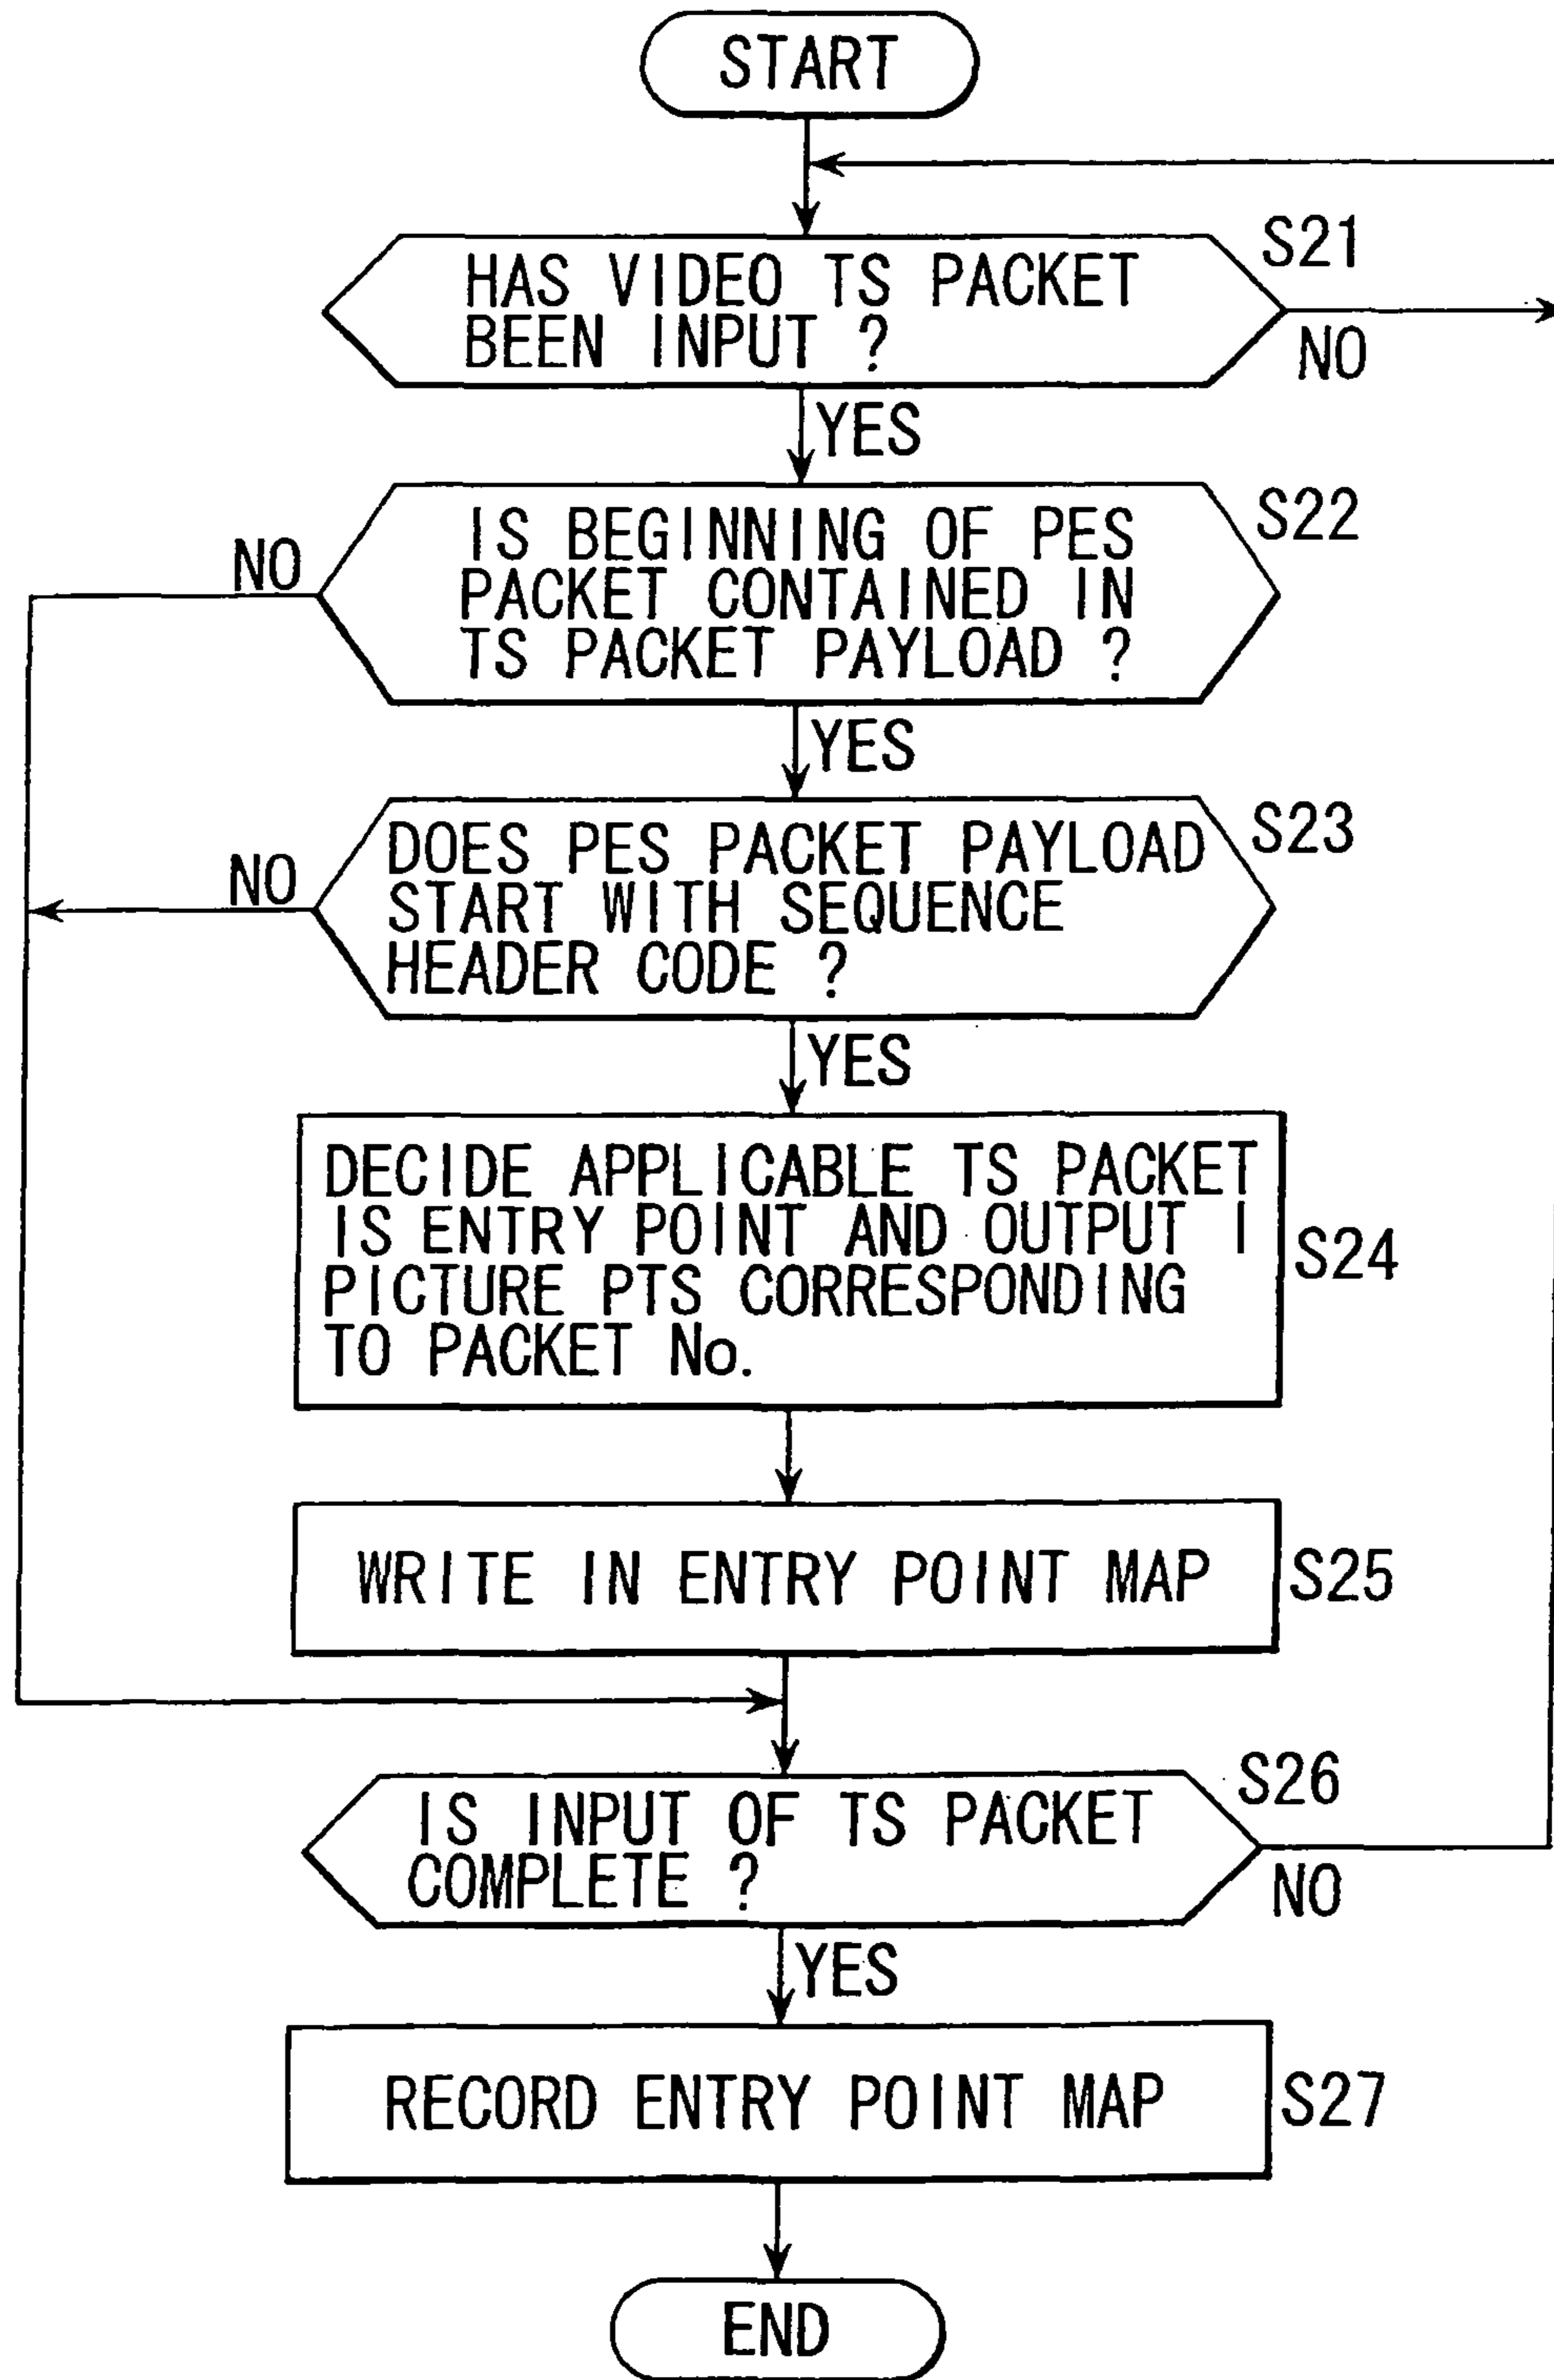 START
HAS VIDEO TS PACKET
BEEN INPUT ?
S21
NO
YES
IS BEGINNING OF PES
PACKET CONTAINED IN
TS PACKET PAYLOAD ?
S22
NO
YES
DOES PES PACKET PAYLOAD
START WITH SEQUENCE
HEADER CODE ?
S23
NO
YES
DECIDE APPLICABLE TS PACKET
IS ENTRY POINT AND OUTPUT I
PICTURE PTS CORRESPONDING
TO PACKET No.
S24
WRITE IN ENTRY POINT MAP
S25
IS INPUT OF TS PACKET
COMPLETE ?
S26
NO
YES
RECORD ENTRY POINT MAP
S27
END